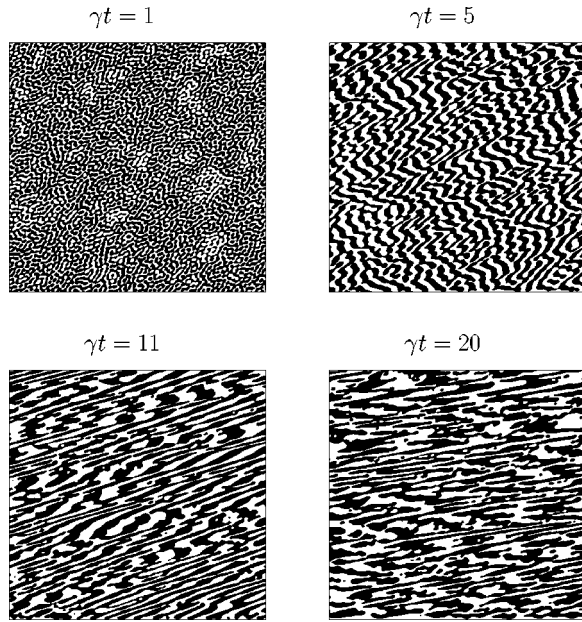 γt = 1
γt = 5
γt = 11
γt = 20